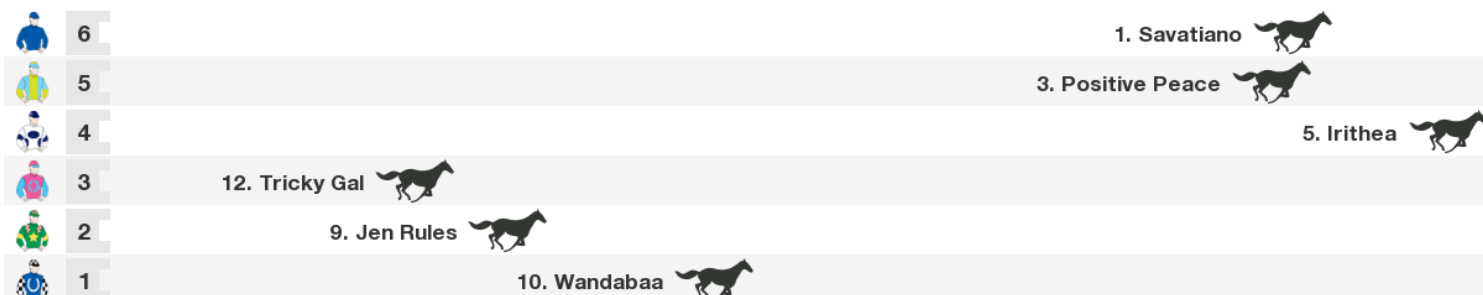 6 1. Savatiano
5 3. Positive Peace
4 5. Irithea
3 12. Tricky Gal
2 9. Jen Rules
1 10. Wandabaa